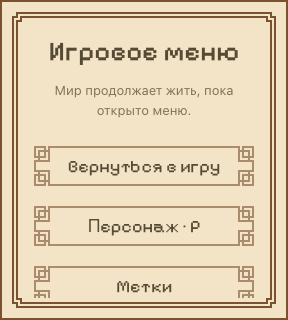 Игровое меню
Мир продолжает жить, пока
открыто меню.
Вернуться в игру
Персонаж · P
Метки